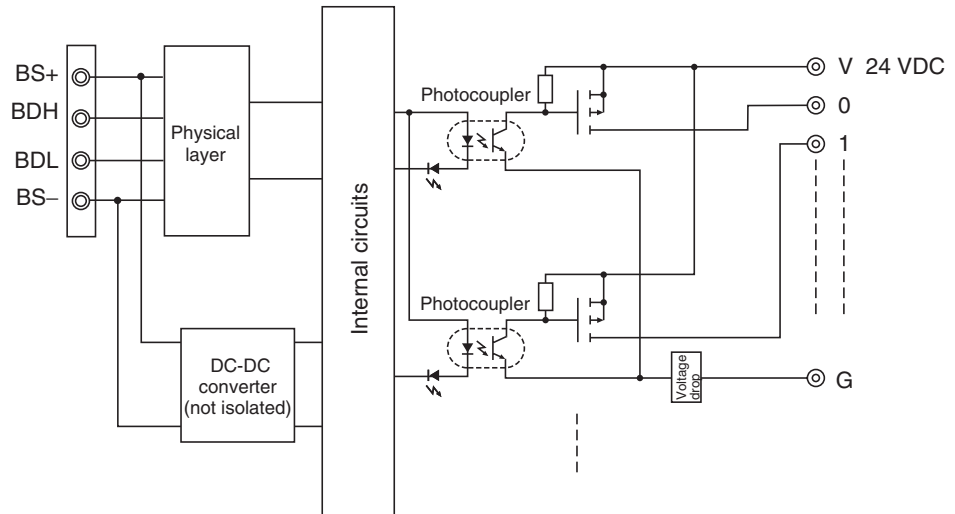 BS+
BDH
BDL
BS−
Physical
layer
DC-DC
converter
(not isolated)
Internal circuits
Photocoupler
Photocoupler
V 24 VDC
0
1
Voltage
drop
G